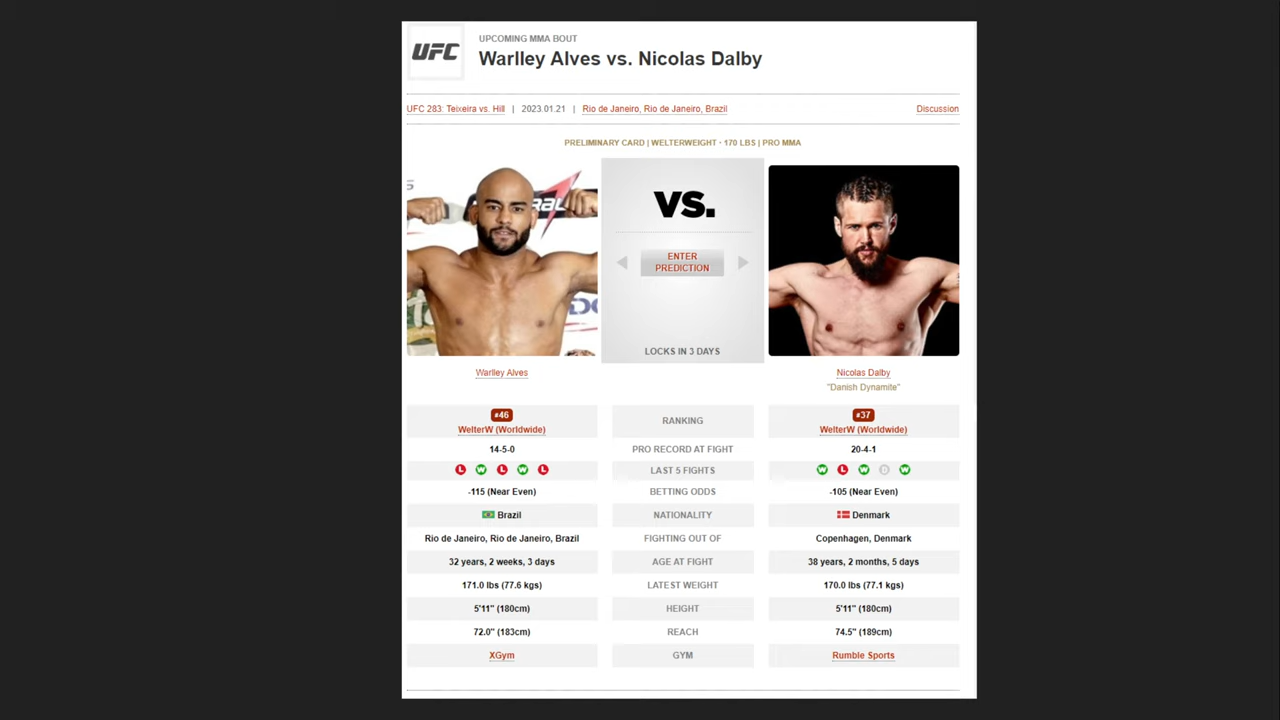 UFC
UPCOMING MMA BOUT
Warlley Alves vs. Nicolas Dalby
UFC 283: Teixeira vs. Hill | 2023.01.21 | Rio de Janeiro, Rio de Janeiro, Brazil Discussion
PRELIMINARY CARD | WELTERWEIGHT · 170 LBS | PRO MMA
VS.
ENTER
PREDICTION
LOCKS IN 3 DAYS
Warlley Alves Nicolas Dalby
"Danish Dynamite"
#46 RANKING #37
WelterW (Worldwide) WelterW (Worldwide)
14-5-0 PRO RECORD AT FIGHT 20-4-1
L W L W L LAST 5 FIGHTS W L W D W
-115 (Near Even) BETTING ODDS -105 (Near Even)
Brazil NATIONALITY Denmark
Rio de Janeiro, Rio de Janeiro, Brazil FIGHTING OUT OF Copenhagen, Denmark
32 years, 2 weeks, 3 days AGE AT FIGHT 38 years, 2 months, 5 days
171.0 lbs (77.6 kgs) LATEST WEIGHT 170.0 lbs (77.1 kgs)
5'11" (180cm) HEIGHT 5'11" (180cm)
72.0" (183cm) REACH 74.5" (189cm)
XGym GYM Rumble Sports